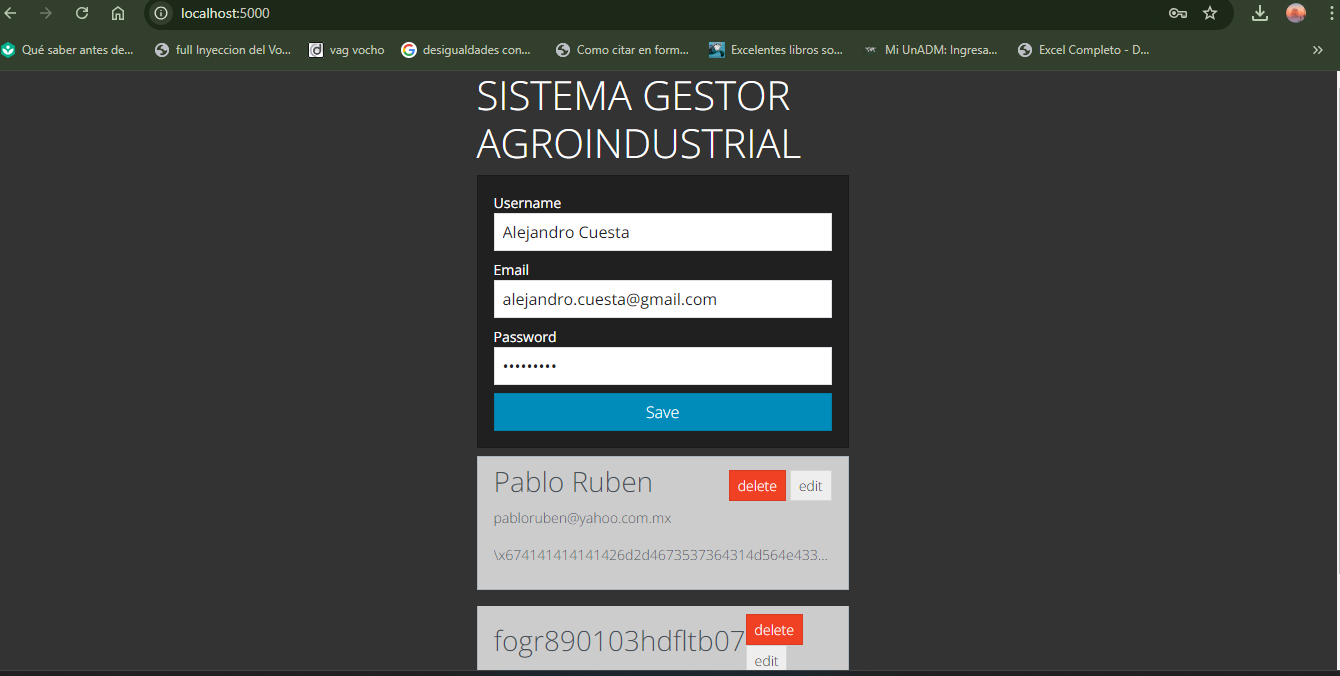 localhost:5000
Qué saber antes de...
full Inyeccion del Vo...
vag vocho
desigualdades con...
Como citar en form...
Excelentes libros so...
Mi UnADM: Ingresa...
Excel Completo - D...
SISTEMA GESTOR
AGROINDUSTRIAL
Username
Alejandro Cuesta
Email
alejandro.cuesta@gmail.com
Password
•••••••••
Save
Pablo Ruben
delete
edit
pabloruben@yahoo.com.mx
\x674141414141426d2d4673537364314d564e433...
fogr890103hdfltb07
delete
edit